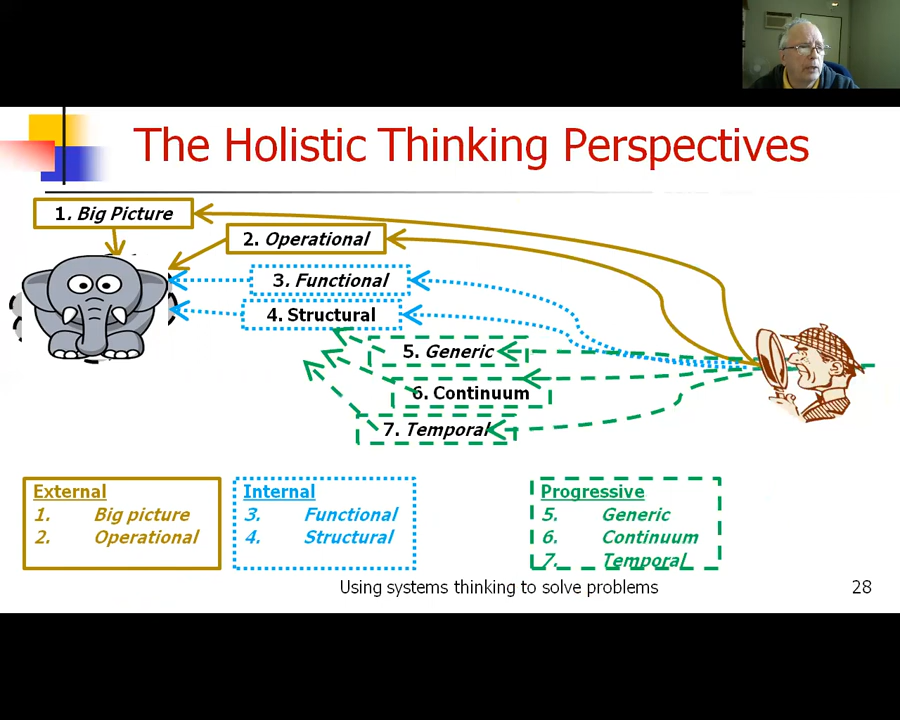 The Holistic Thinking Perspectives
1. Big Picture
2. Operational
3. Functional
4. Structural
5. Generic
6. Continuum
7. Temporal
External
1. Big picture
2. Operational
Internal
3. Functional
4. Structural
Progressive
5. Generic
6. Continuum
7. Temporal
Using systems thinking to solve problems
28